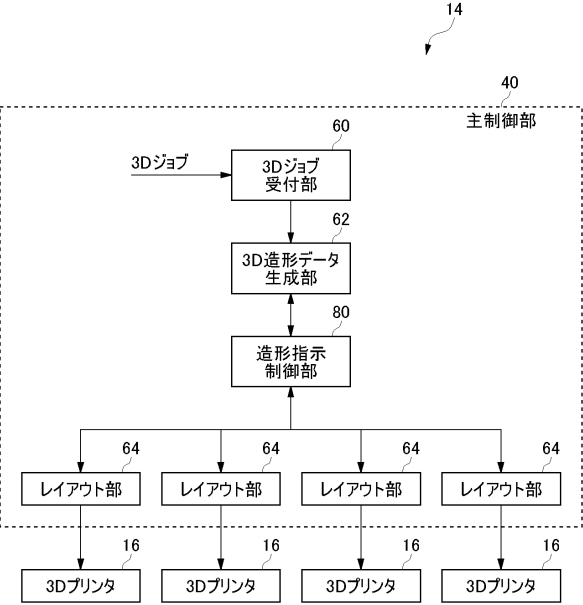 14
40
主制御部
60
3Dジョブ
3Dジョブ
受付部
62
3D造形データ
生成部
80
造形指示
制御部
64
64
64
64
レイアウト部
レイアウト部
レイアウト部
レイアウト部
16
16
16
16
3Dプリンタ
3Dプリンタ
3Dプリンタ
3Dプリンタ